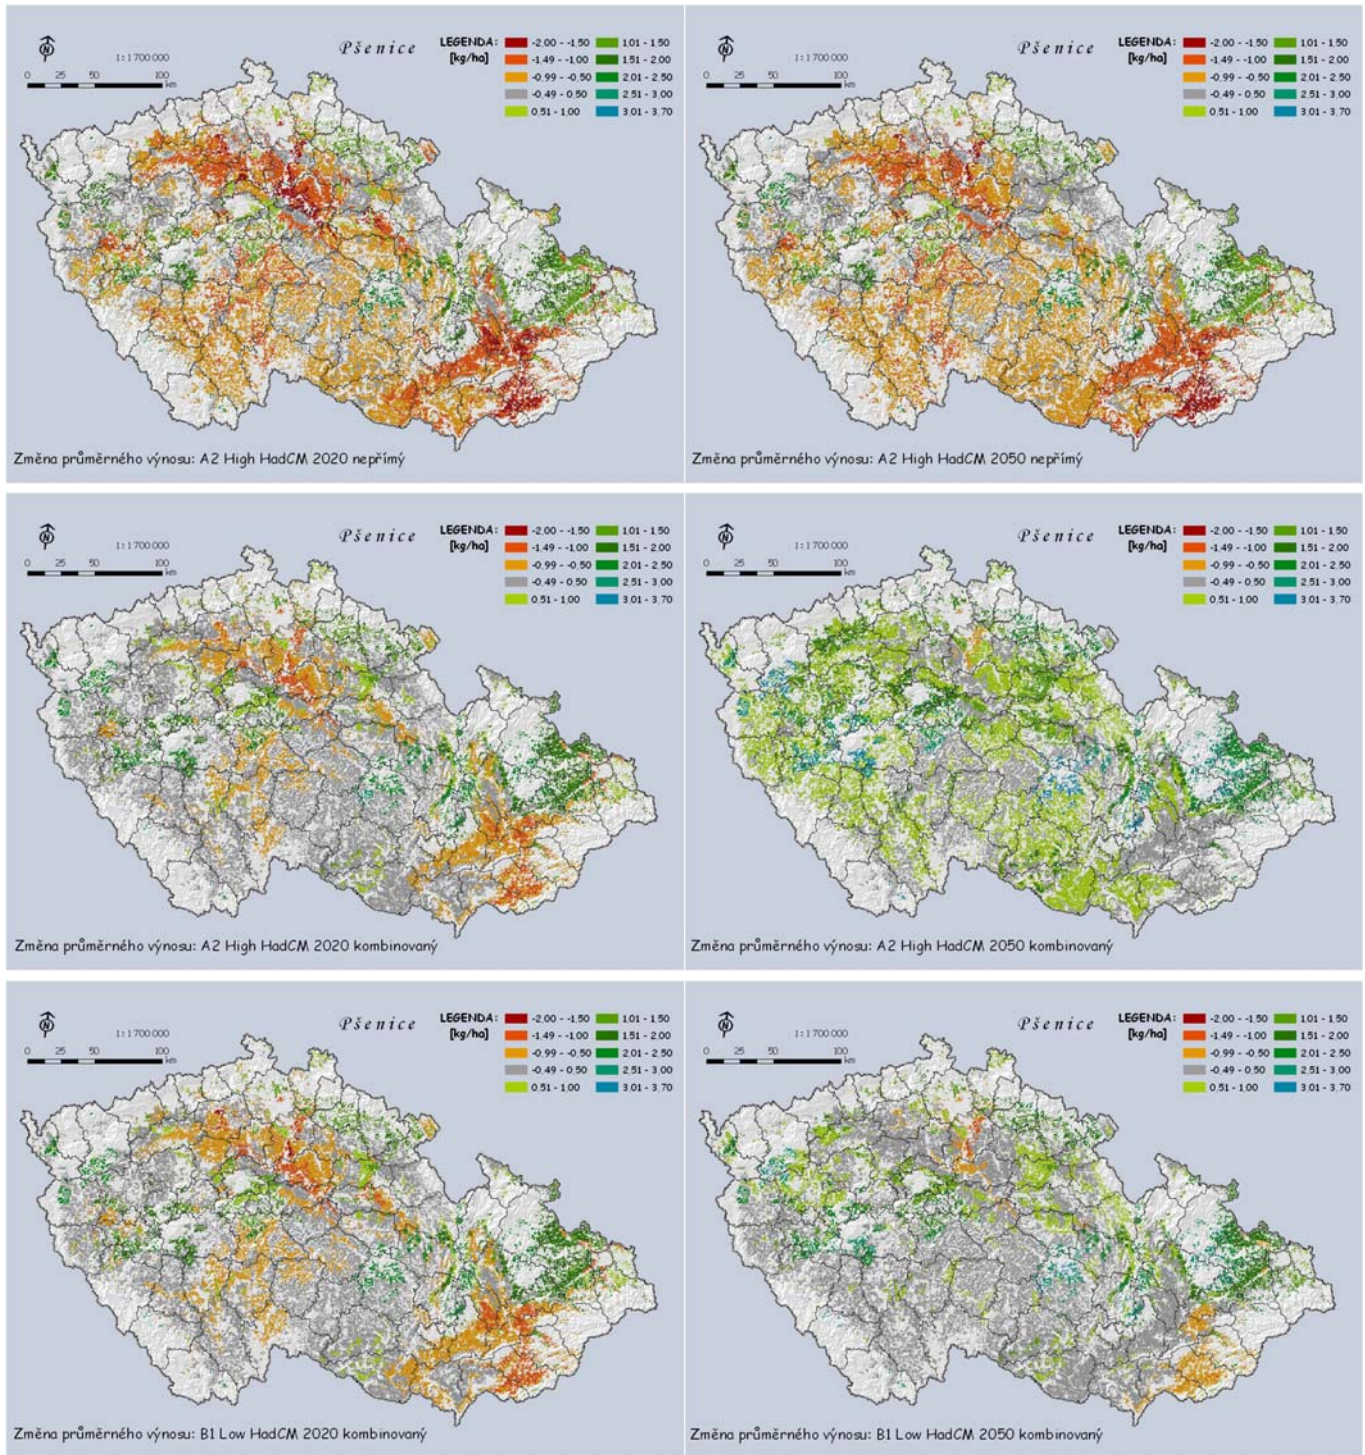 Pšenice
LEGENDA:
[kg/ha]
-2.00 - -1.50
-1.49 - -1.00
-0.99 - -0.50
-0.49 - 0.50
0.51 - 1.00
1.01 - 1.50
1.51 - 2.00
2.01 - 2.50
2.51 - 3.00
3.01 - 3.70
N
1:1 700 000
0 25 50 100
km
Změna průměrného výnosu: A2 High HadCM 2020 nepřímý
Pšenice
LEGENDA:
[kg/ha]
-2.00 - -1.50
-1.49 - -1.00
-0.99 - -0.50
-0.49 - 0.50
0.51 - 1.00
1.01 - 1.50
1.51 - 2.00
2.01 - 2.50
2.51 - 3.00
3.01 - 3.70
N
1:1 700 000
0 25 50 100
km
Změna průměrného výnosu: A2 High HadCM 2050 nepřímý
Pšenice
LEGENDA:
[kg/ha]
-2.00 - -1.50
-1.49 - -1.00
-0.99 - -0.50
-0.49 - 0.50
0.51 - 1.00
1.01 - 1.50
1.51 - 2.00
2.01 - 2.50
2.51 - 3.00
3.01 - 3.70
N
1:1 700 000
0 25 50 100
km
Změna průměrného výnosu: A2 High HadCM 2020 kombinovaný
Pšenice
LEGENDA:
[kg/ha]
-2.00 - -1.50
-1.49 - -1.00
-0.99 - -0.50
-0.49 - 0.50
0.51 - 1.00
1.01 - 1.50
1.51 - 2.00
2.01 - 2.50
2.51 - 3.00
3.01 - 3.70
N
1:1 700 000
0 25 50 100
km
Změna průměrného výnosu: A2 High HadCM 2050 kombinovaný
Pšenice
LEGENDA:
[kg/ha]
-2.00 - -1.50
-1.49 - -1.00
-0.99 - -0.50
-0.49 - 0.50
0.51 - 1.00
1.01 - 1.50
1.51 - 2.00
2.01 - 2.50
2.51 - 3.00
3.01 - 3.70
N
1:1 700 000
0 25 50 100
km
Změna průměrného výnosu: B1 Low HadCM 2020 kombinovaný
Pšenice
LEGENDA:
[kg/ha]
-2.00 - -1.50
-1.49 - -1.00
-0.99 - -0.50
-0.49 - 0.50
0.51 - 1.00
1.01 - 1.50
1.51 - 2.00
2.01 - 2.50
2.51 - 3.00
3.01 - 3.70
N
1:1 700 000
0 25 50 100
km
Změna průměrného výnosu: B1 Low HadCM 2050 kombinovaný